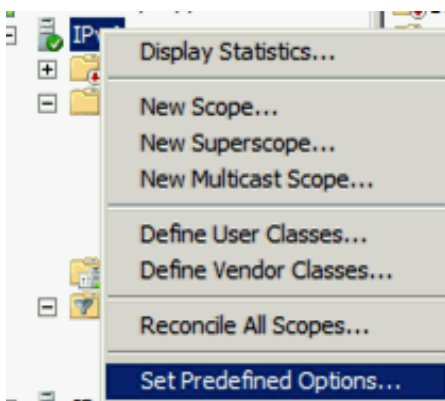 Display Statistics...
New Scope...
New Superscope...
New Multicast Scope...
Define User Classes...
Define Vendor Classes...
Reconcile All Scopes...
Set Predefined Options...